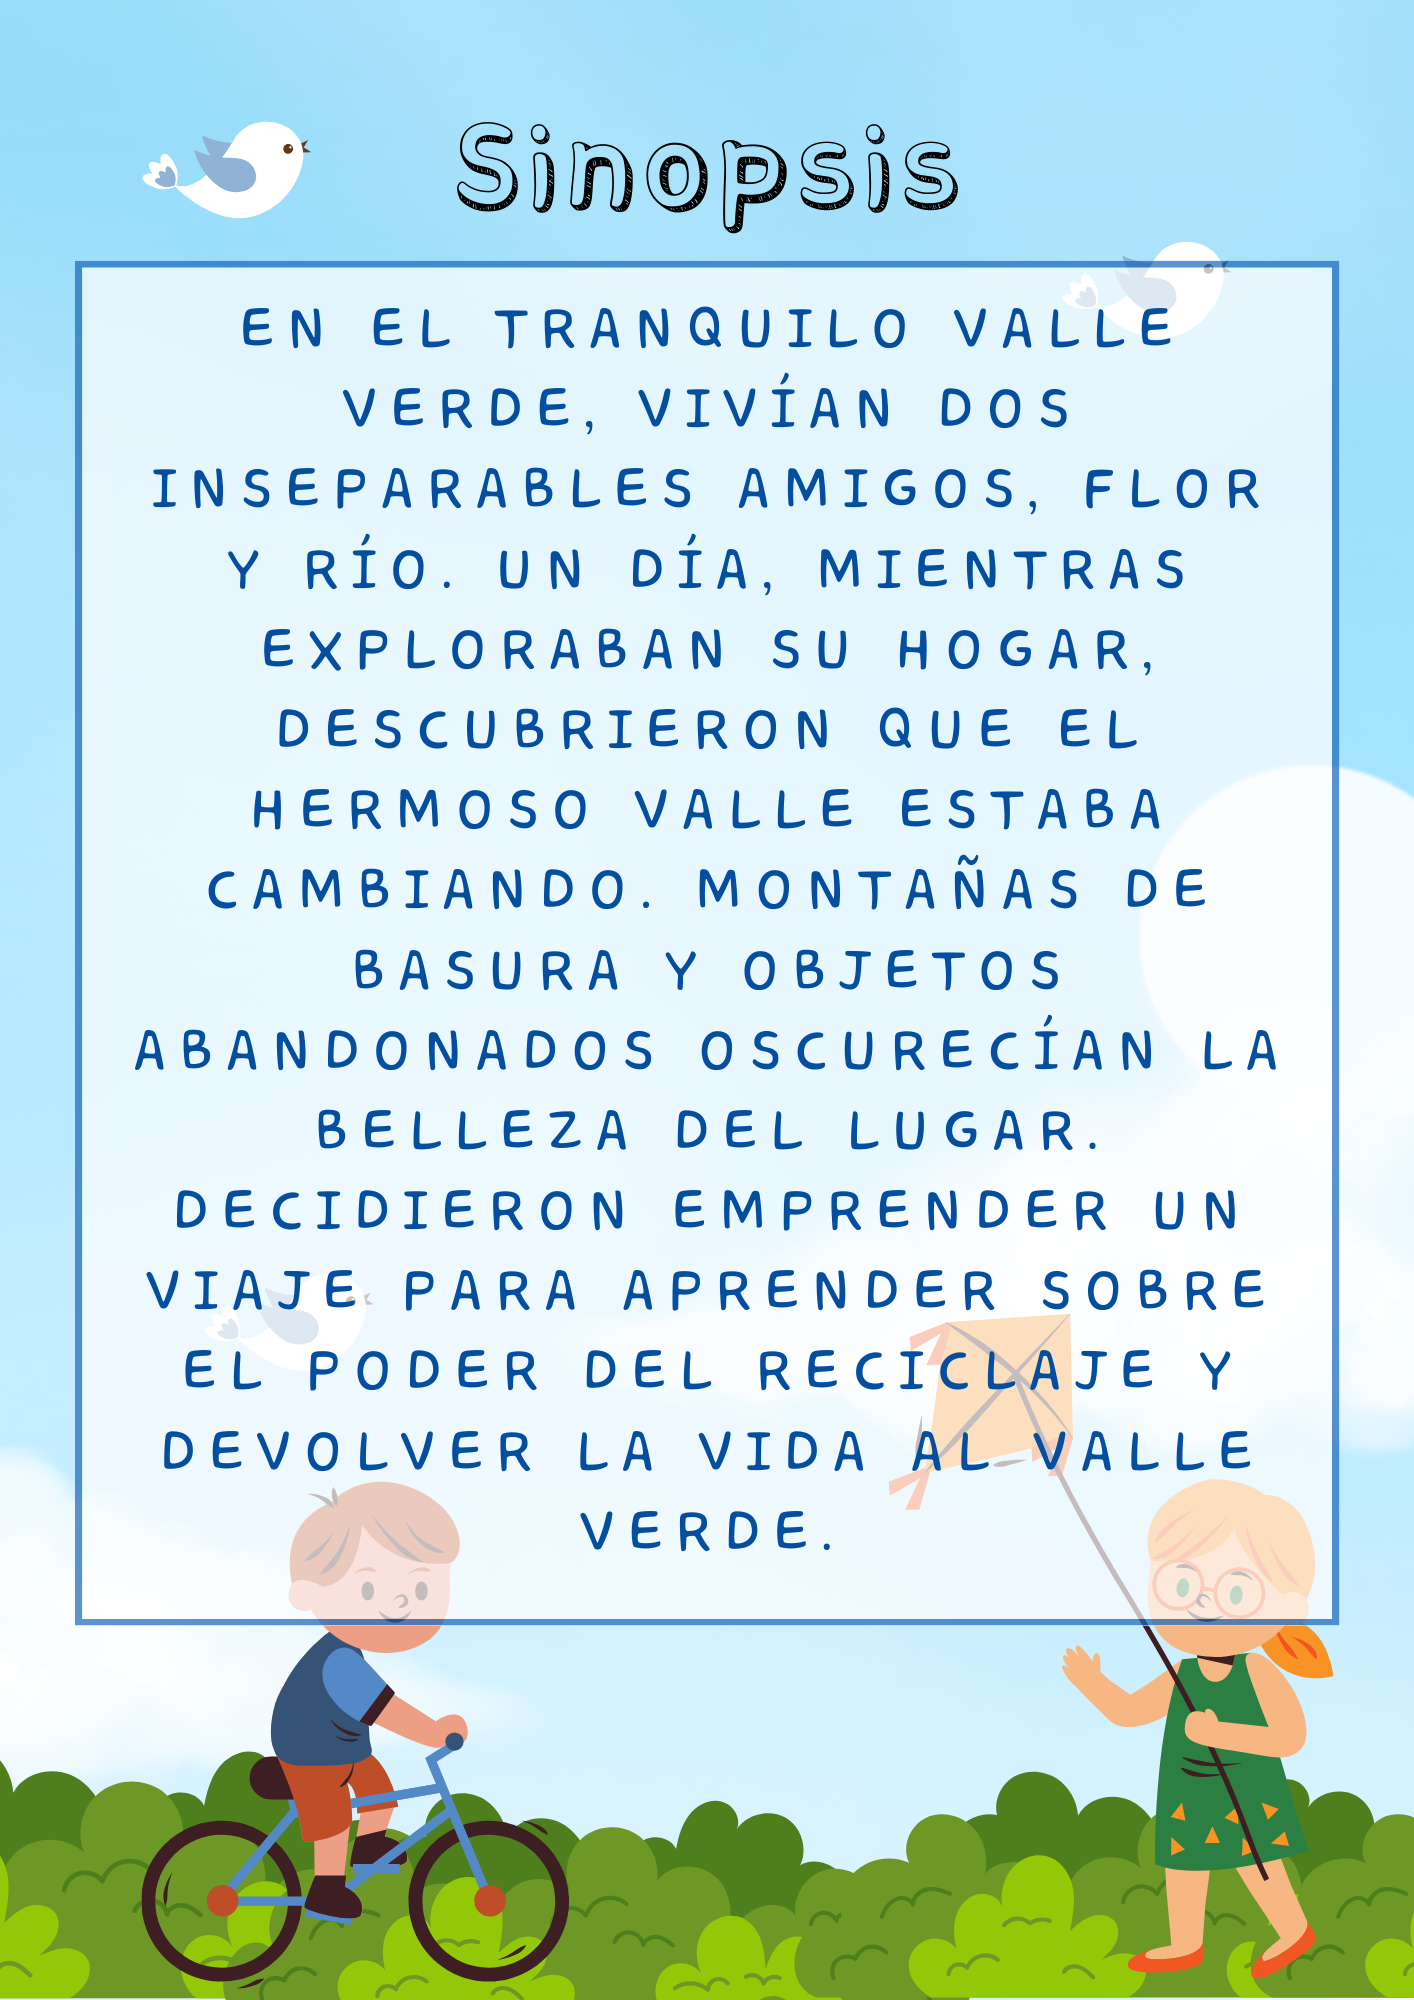 Sinopsis
EN EL TRANQUILO VALLE
VERDE, VIVÍAN DOS
INSEPARABLES AMIGOS, FLOR
Y RÍO. UN DÍA, MIENTRAS
EXPLORABAN SU HOGAR,
DESCUBRIERON QUE EL
HERMOSO VALLE ESTABA
CAMBIANDO. MONTAÑAS DE
BASURA Y OBJETOS
ABANDONADOS OSCURECÍAN LA
BELLEZA DEL LUGAR.
DECIDIERON EMPRENDER UN
VIAJE PARA APRENDER SOBRE
EL PODER DEL RECICLAJE Y
DEVOLVER LA VIDA AL VALLE
VERDE.